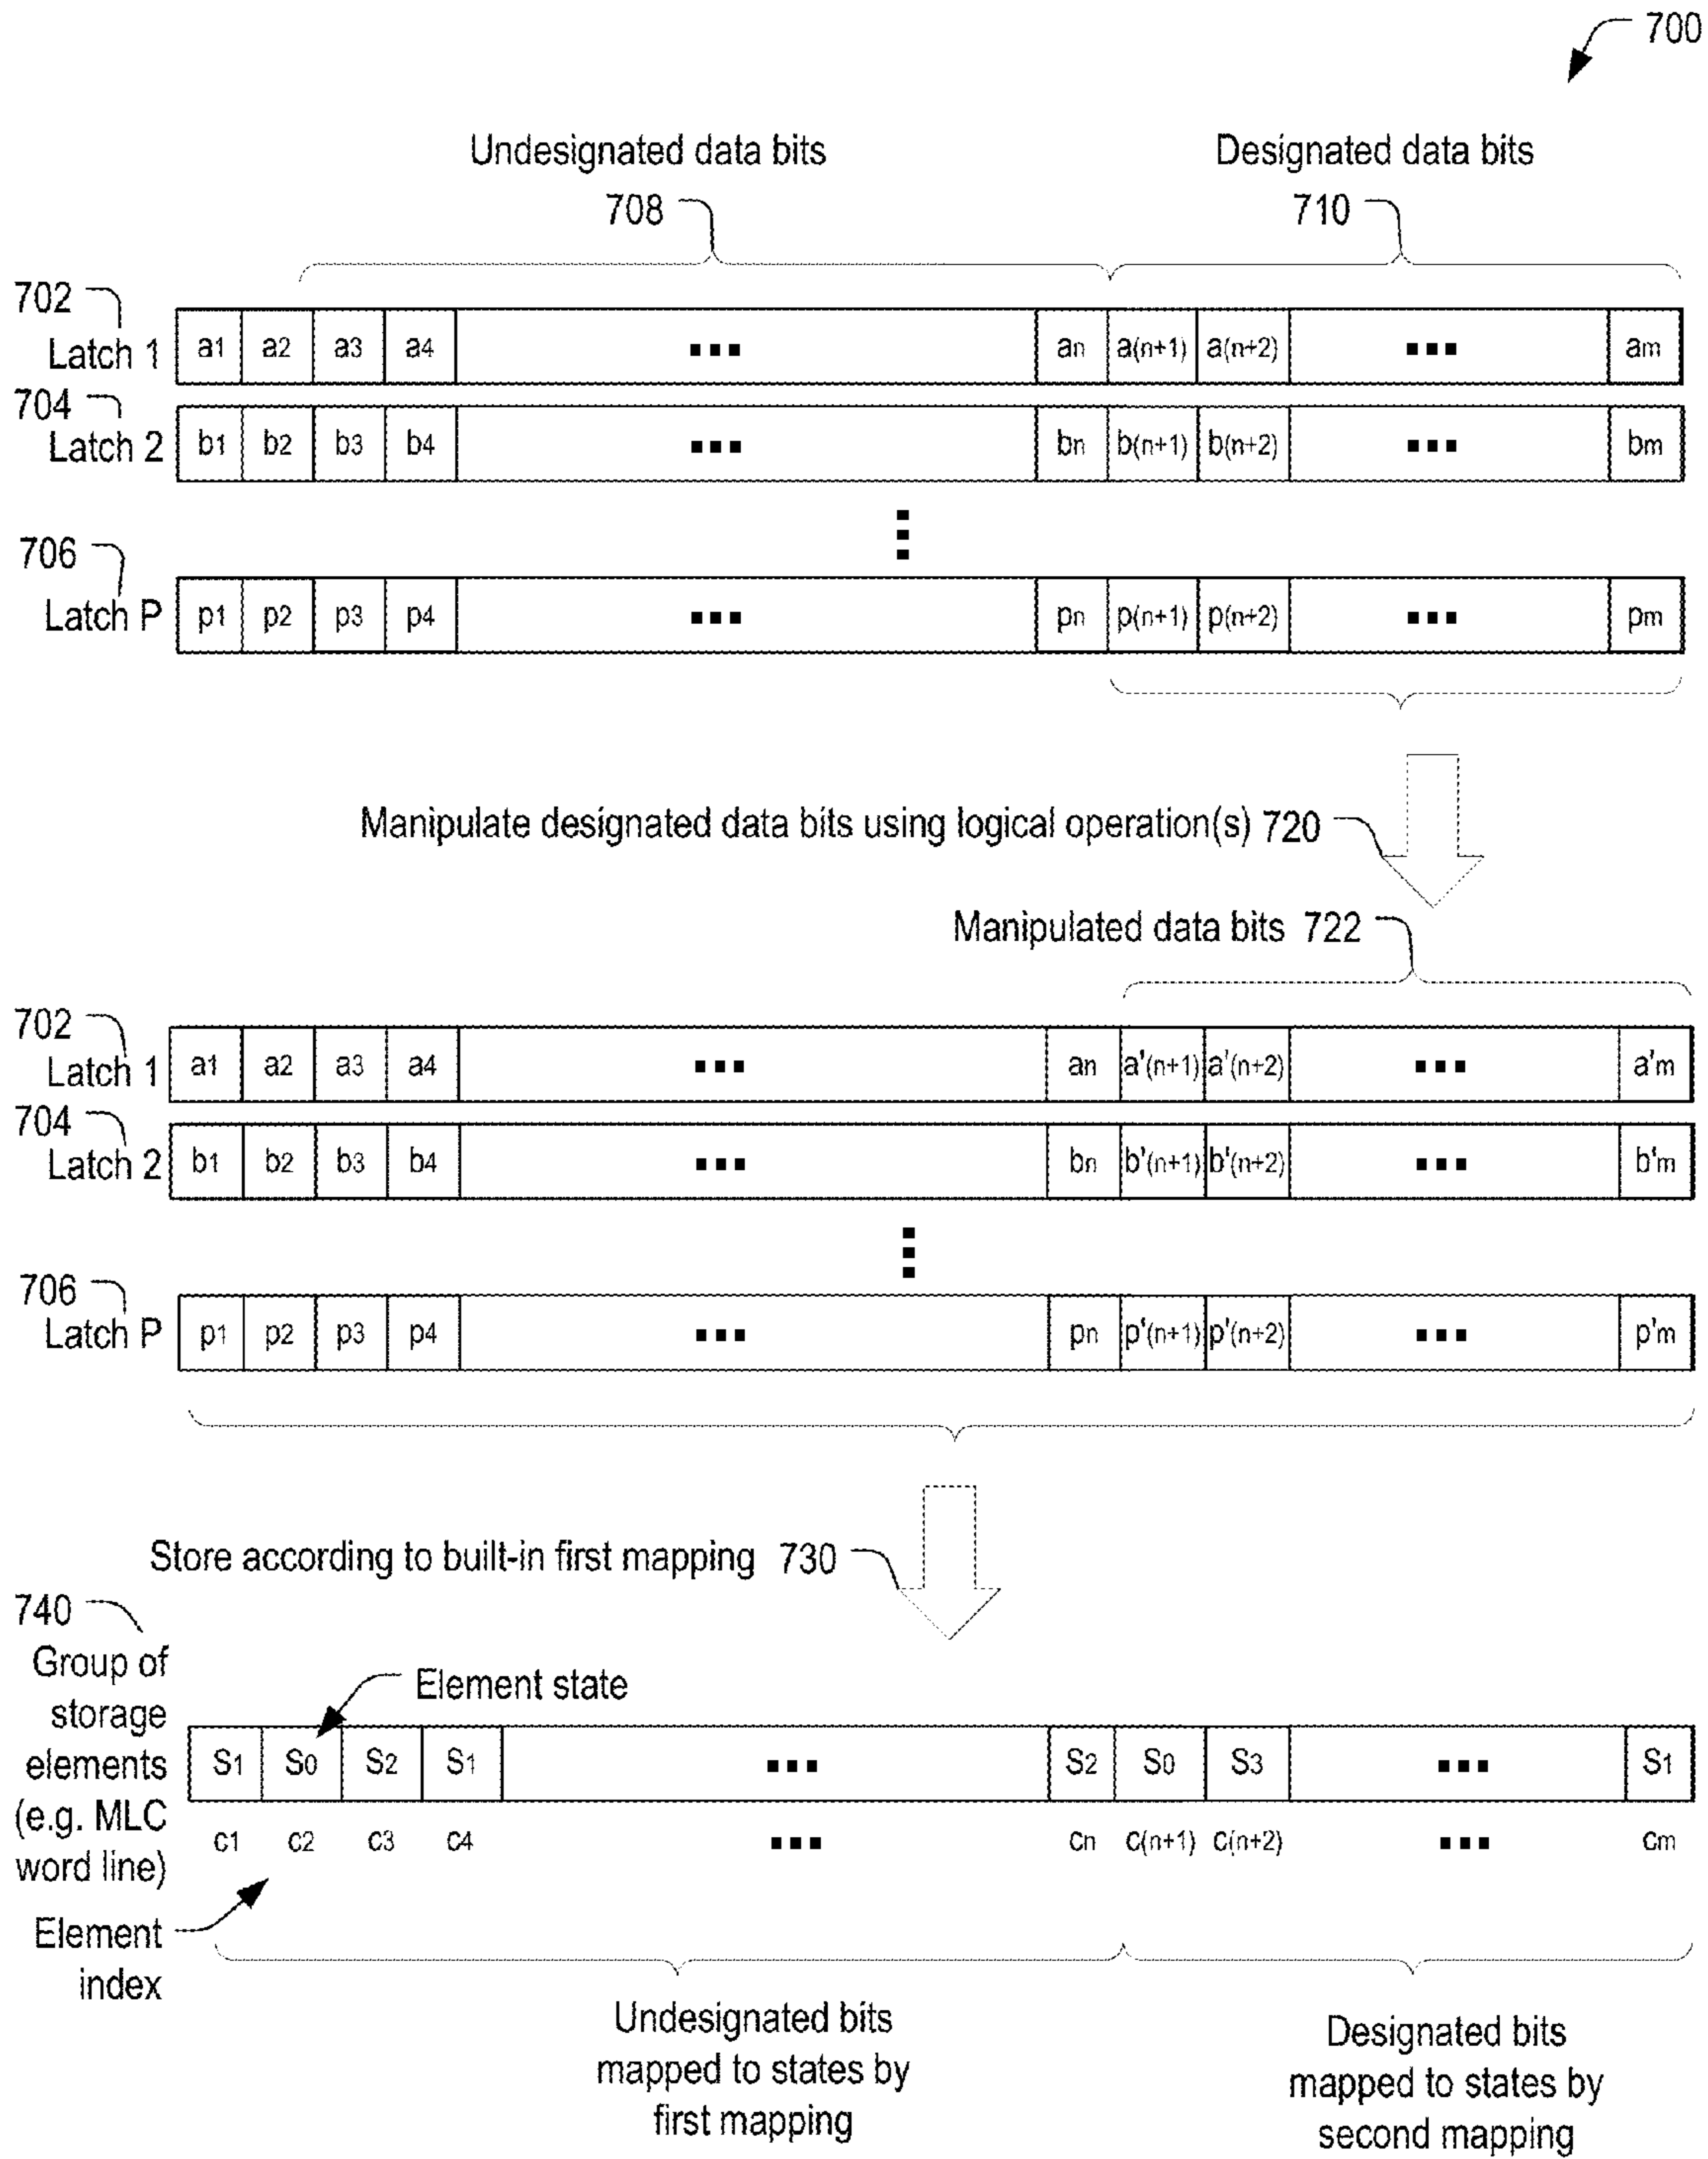 700
Undesignated data bits
708
Designated data bits
710
702
Latch 1 a1 a2 a3 a4 ... an a(n+1) a(n+2) ... am
704
Latch 2 b1 b2 b3 b4 ... bn b(n+1) b(n+2) ... bm
706
Latch P p1 p2 p3 p4 ... pn p(n+1) p(n+2) ... pm
Manipulate designated data bits using logical operation(s) 720
Manipulated data bits 722
702
Latch 1 a1 a2 a3 a4 ... an a'(n+1) a'(n+2) ... a'm
704
Latch 2 b1 b2 b3 b4 ... bn b'(n+1) b'(n+2) ... b'm
706
Latch P p1 p2 p3 p4 ... pn p'(n+1) p'(n+2) ... p'm
Store according to built-in first mapping 730
740
Group of
storage
elements
(e.g. MLC
word line)
Element state
S1 S0 S2 S1 ... S2 S0 S3 ... S1
c1 c2 c3 c4 ... cn c(n+1) c(n+2) ... cm
Element
index
Undesignated bits
mapped to states by
first mapping
Designated bits
mapped to states by
second mapping